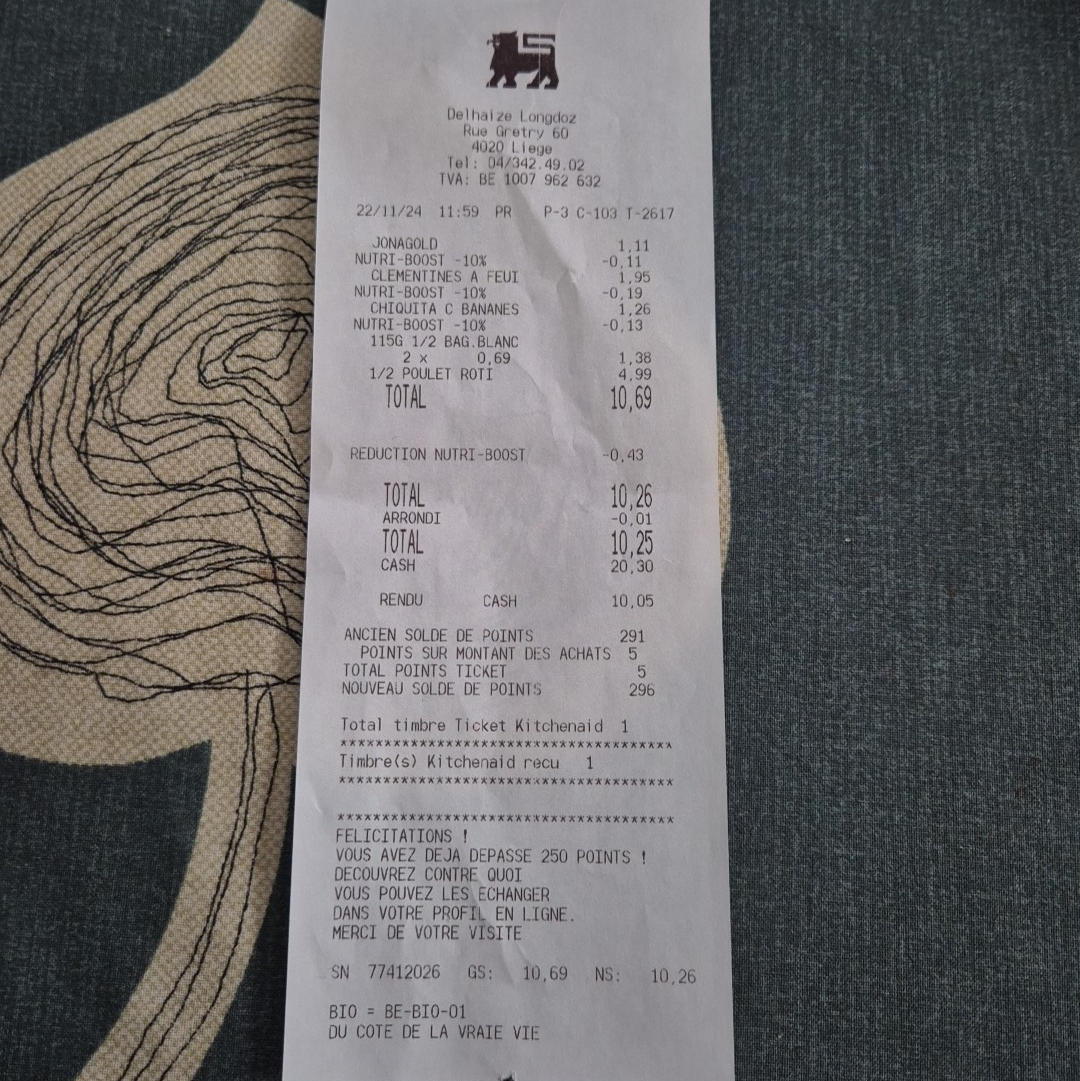 Delhaize Longdoz
Rue Gretry 60
4020 Liege
Tel: 04/342.49.02
TVA: BE 1007 962 632
22/11/24 11:59 PR P-3 C-103 T-2617
JONAGOLD 1,11
NUTRI-BOOST -10% -0,11
CLEMENTINES A FEUI 1,95
NUTRI-BOOST -10% -0,19
CHIQUITA C BANANES 1,26
NUTRI-BOOST -10% -0,13
115G 1/2 BAG.BLANC
2 x 0,69 1,38
1/2 POULET ROTI 4,99
TOTAL 10,69
REDUCTION NUTRI-BOOST -0,43
TOTAL 10,26
ARRONDI -0,01
TOTAL 10,25
CASH 20,30
RENDU CASH 10,05
ANCIEN SOLDE DE POINTS 291
POINTS SUR MONTANT DES ACHATS 5
TOTAL POINTS TICKET 5
NOUVEAU SOLDE DE POINTS 296
Total timbre Ticket Kitchenaid 1
****************************************
Timbre(s) Kitchenaid recu 1
****************************************
****************************************
FELICITATIONS !
VOUS AVEZ DEJA DEPASSE 250 POINTS !
DECOUVREZ CONTRE QUOI
VOUS POUVEZ LES ECHANGER
DANS VOTRE PROFIL EN LIGNE.
MERCI DE VOTRE VISITE
SN 77412026 GS: 10,69 NS: 10,26
BIO = BE-BIO-01
DU COTE DE LA VRAIE VIE